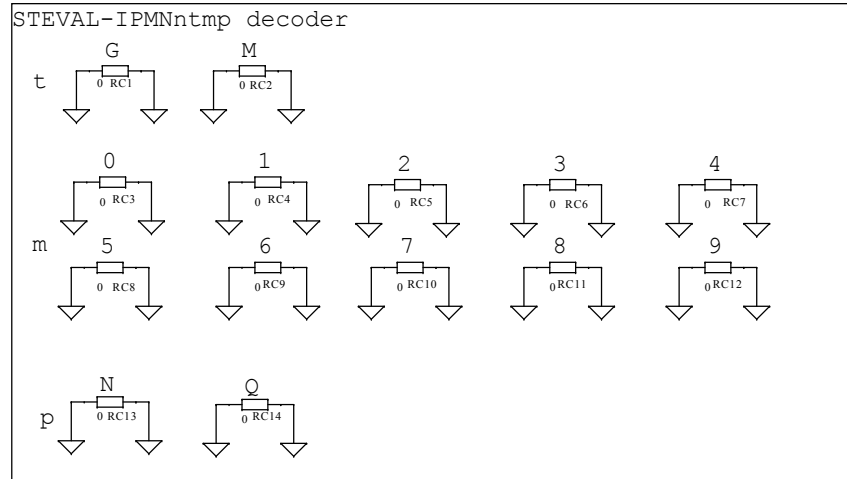 STEVAL-IPMNntmp decoder
G M
t 0 RC1 0 RC2
0 1 2 3 4
0 RC3 0 RC4 0 RC5 0 RC6 0 RC7
m 5 6 7 8 9
0 RC8 0 RC9 0 RC10 0 RC11 0 RC12
N Q
p 0 RC13 0 RC14